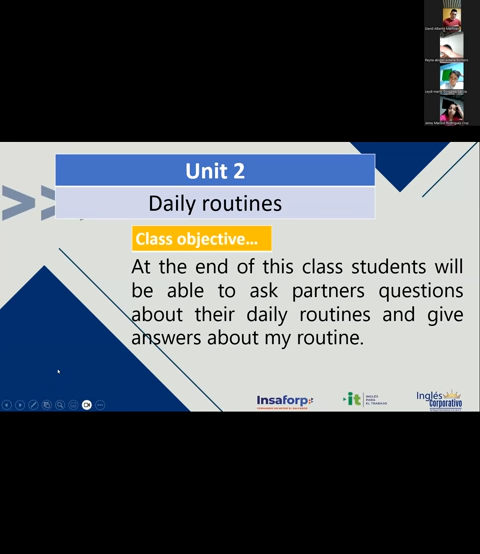 Unit 2
Daily routines
Class objective...
At the end of this class students will
be able to ask partners questions
about their daily routines and give
answers about my routine.
Insaforp
it
INGLÉS
PARA
EL TRABAJO
Inglés
Corporativo